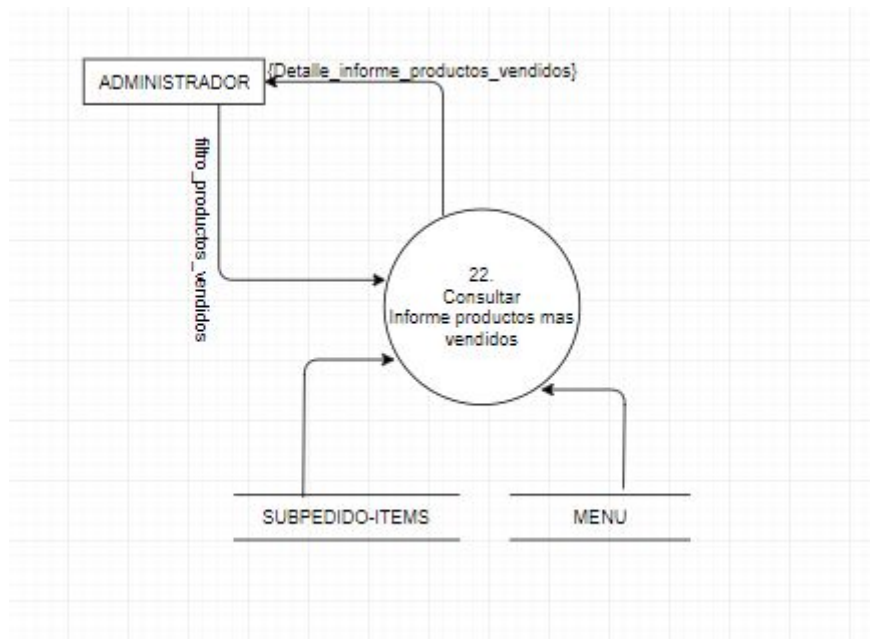 {Detalle_informe_productos_vendidos}
ADMINISTRADOR
filtro_productos_vendidos
22.
Consultar
Informe productos mas
vendidos
SUBPEDIDO-ITEMS
MENU